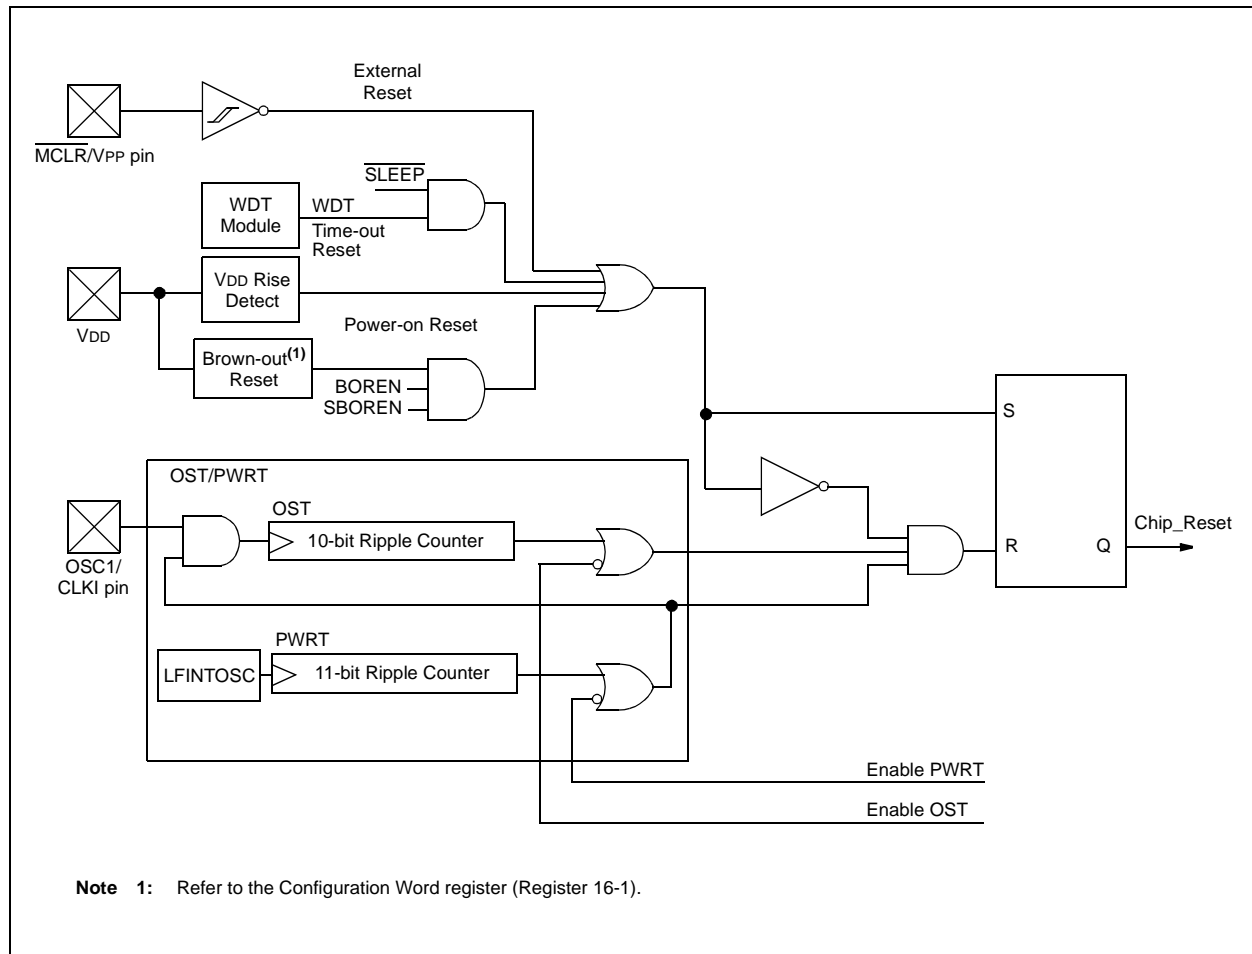 External
Reset
MCLR/VPP pin
SLEEP
WDT
Module
WDT
Time-out
Reset
VDD Rise
Detect
VDD
Power-on Reset
Brown-out(1)
Reset
BOREN
SBOREN
S
OST/PWRT
OST
10-bit Ripple Counter
OSC1/
CLKI pin
Chip_Reset
R
Q
PWRT
LFINTOSC
11-bit Ripple Counter
Enable PWRT
Enable OST
Note 1: Refer to the Configuration Word register (Register 16-1).